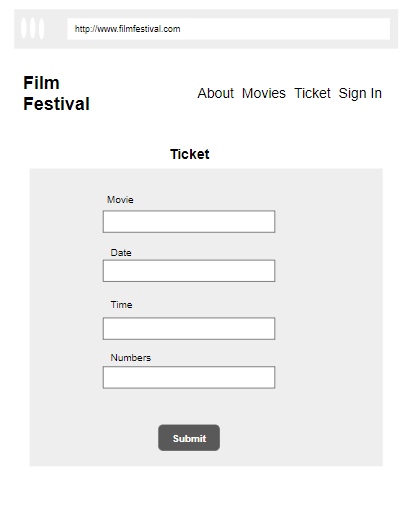 http://www.filmfestival.com
Film
Festival
About Movies Ticket Sign In
Ticket
Movie
Date
Time
Numbers
Submit